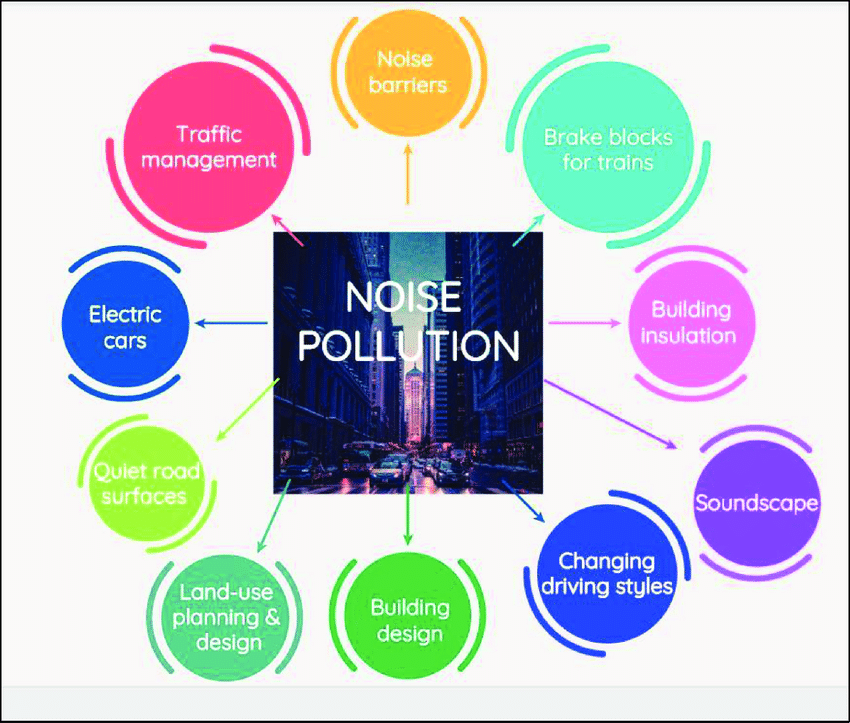 Noise
barriers
Traffic
management
Brake blocks
for trains
NOISE
POLLUTION
Electric
cars
Building
insulation
Quiet road
surfaces
Soundscape
Changing
driving styles
Land-use
planning &
design
Building
design